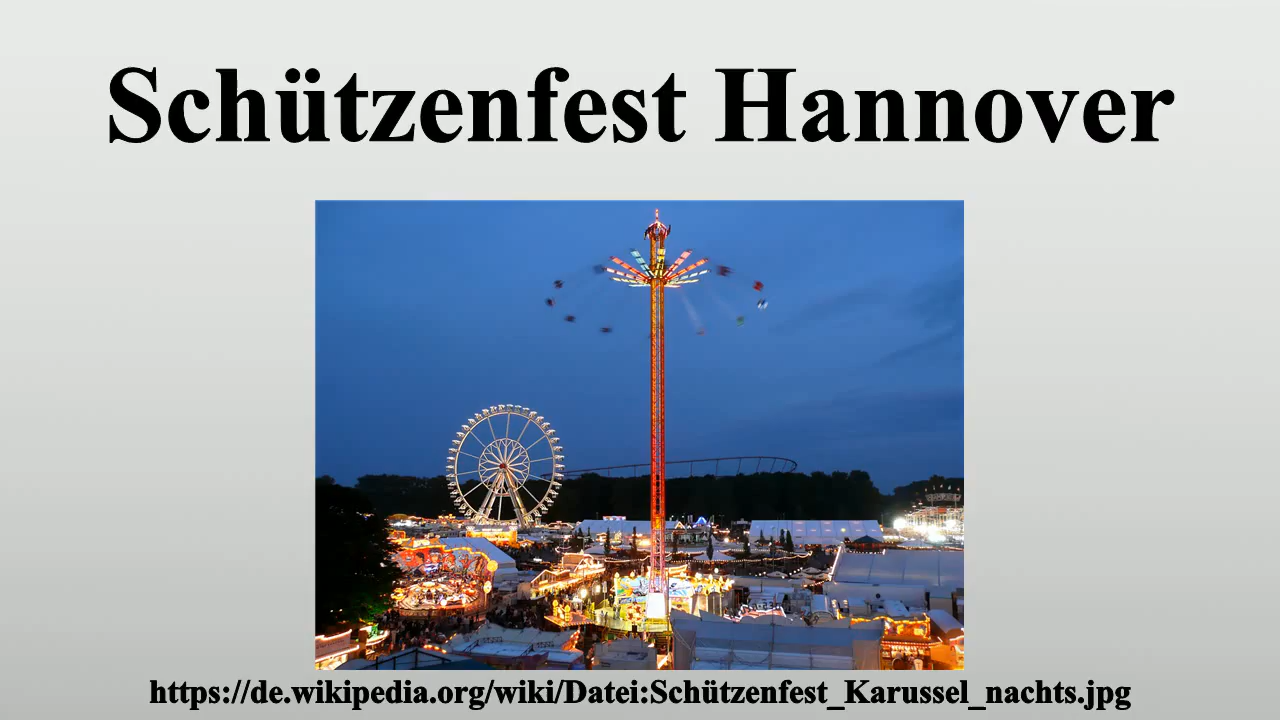 Schützenfest Hannover
https://de.wikipedia.org/wiki/Datei:Schützenfest_Karussel_nachts.jpg